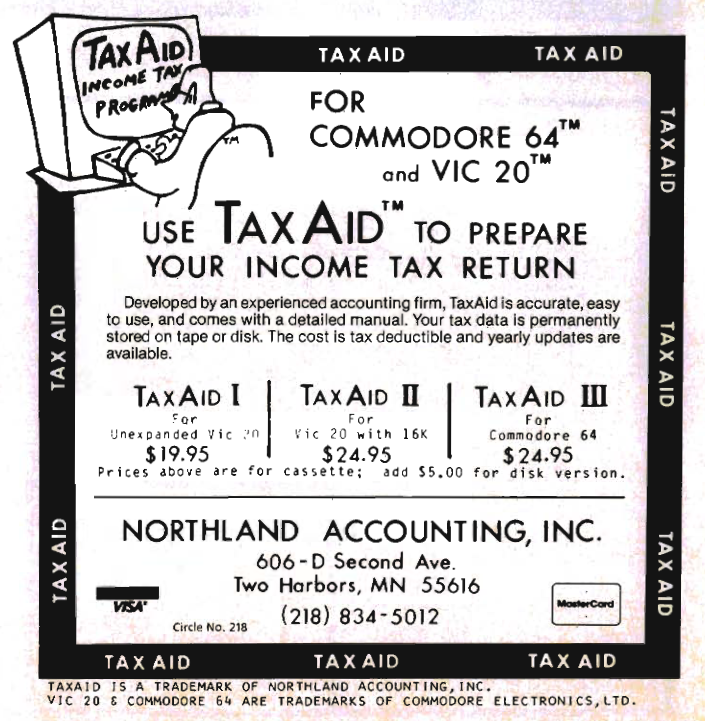 TAX AID
INCOME TAX
PROGRAM
TM
TAX AID TAX AID
FOR
COMMODORE 64™
and VIC 20™
USE TAXAID™ TO PREPARE
YOUR INCOME TAX RETURN
Developed by an experienced accounting firm, TaxAid is accurate, easy
to use, and comes with a detailed manual. Your tax data is permanently
stored on tape or disk. The cost is tax deductible and yearly updates are
available.
TAXAID I
For
Unexpanded Vic 20
$19.95
TAXAID II
For
Vic 20 with 16K
$24.95
TAXAID III
For
Commodore 64
$24.95
Prices above are for cassette; add $5.00 for disk version.
NORTHLAND ACCOUNTING, INC.
606-D Second Ave.
Two Harbors, MN 55616
(218) 834-5012
VISA®
Circle No. 218
MasterCard
TAX AID
TAX AID
TAX AID
TAX AID
TAX AID
TAX AID TAX AID TAX AID
TAXAID IS A TRADEMARK OF NORTHLAND ACCOUNTING, INC.
VIC 20 & COMMODORE 64 ARE TRADEMARKS OF COMMODORE ELECTRONICS, LTD.